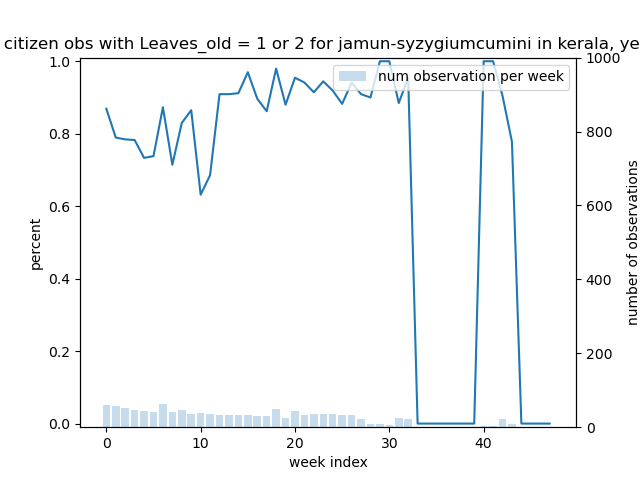 citizen obs with Leaves_old = 1 or 2 for jamun-syzygiumcumini in kerala, ye
num observation per week
1.0
0.8
0.6
0.4
0.2
0.0
percent
1000
800
600
400
200
0
number of observations
0 10 20 30 40
week index